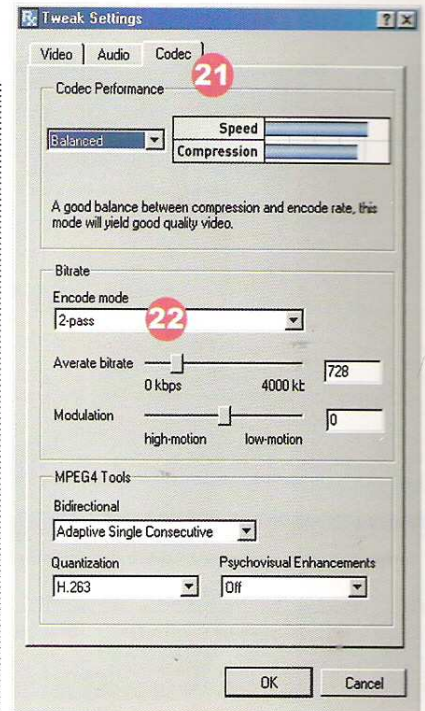 Rx Tweak Settings
Video Audio Codec
21
Codec Performance
Balanced
Speed
Compression
A good balance between compression and encode rate, this
mode will yield good quality video.
Bitrate
Encode mode
2-pass
22
Averate bitrate
728
0 kbps 4000 kb
Modulation
0
high-motion low-motion
MPEG4 Tools
Bidirectional
Adaptive Single Consecutive
Quantization Psychovisual Enhancements
H.263 Off
OK Cancel